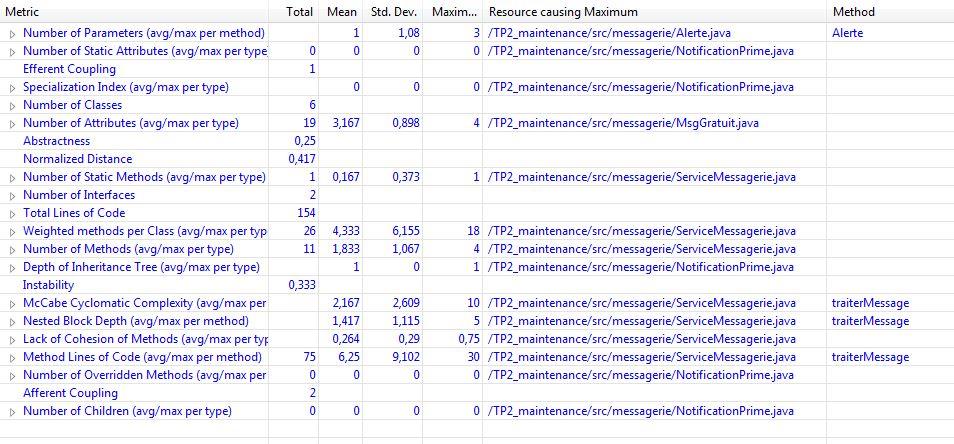 Metric Total Mean Std. Dev. Maxim... Resource causing Maximum Method
Number of Parameters (avg/max per method) 1 1,08 3 /TP2_maintenance/src/messagerie/Alerte.java Alerte
Number of Static Attributes (avg/max per type) 0 0 0 0 /TP2_maintenance/src/messagerie/NotificationPrime.java
Efferent Coupling 1
Specialization Index (avg/max per type) 0 0 0 /TP2_maintenance/src/messagerie/NotificationPrime.java
Number of Classes 6
Number of Attributes (avg/max per type) 19 3,167 0,898 4 /TP2_maintenance/src/messagerie/MsgGratuit.java
Abstractness 0,25
Normalized Distance 0,417
Number of Static Methods (avg/max per type) 1 0,167 0,373 1 /TP2_maintenance/src/messagerie/ServiceMessagerie.java
Number of Interfaces 2
Total Lines of Code 154
Weighted methods per Class (avg/max per typ 26 4,333 6,155 18 /TP2_maintenance/src/messagerie/ServiceMessagerie.java
Number of Methods (avg/max per type) 11 1,833 1,067 4 /TP2_maintenance/src/messagerie/ServiceMessagerie.java
Depth of Inheritance Tree (avg/max per type) 1 0 1 /TP2_maintenance/src/messagerie/NotificationPrime.java
Instability 0,333
McCabe Cyclomatic Complexity (avg/max per 2,167 2,609 10 /TP2_maintenance/src/messagerie/ServiceMessagerie.java traiterMessage
Nested Block Depth (avg/max per method) 1,417 1,115 5 /TP2_maintenance/src/messagerie/ServiceMessagerie.java traiterMessage
Lack of Cohesion of Methods (avg/max per typ 0,264 0,29 0,75 /TP2_maintenance/src/messagerie/ServiceMessagerie.java
Method Lines of Code (avg/max per method) 75 6,25 9,102 30 /TP2_maintenance/src/messagerie/ServiceMessagerie.java traiterMessage
Number of Overridden Methods (avg/max per 0 0 0 0 /TP2_maintenance/src/messagerie/NotificationPrime.java
Afferent Coupling 2
Number of Children (avg/max per type) 0 0 0 0 /TP2_maintenance/src/messagerie/NotificationPrime.java